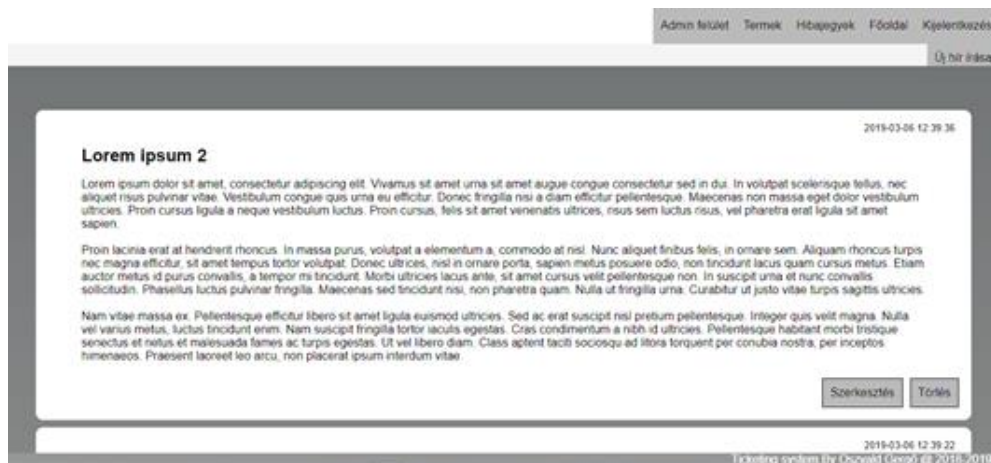 Admin felület Termek Hibajegyek Főoldal Kijelentkezés
Új hír írása
2019-03-06 12:39:36
Lorem ipsum 2
Lorem ipsum dolor sit amet, consectetur adipiscing elit. Vivamus sit amet urna sit amet augue congue consectetur sed in dui. In volutpat scelerisque tellus, nec
aliquet risus pulvinar vitae. Vestibulum congue quis urna eu efficitur. Donec fringilla nisi a diam efficitur pellentesque. Maecenas non massa eget dolor vestibulum
ultricies. Proin cursus ligula a neque vestibulum luctus. Proin cursus, felis sit amet venenatis ultrices, risus sem luctus risus, vel pharetra erat ligula sit amet
sapien.
Proin lacinia erat at hendrerit rhoncus. In massa purus, volutpat a elementum a, commodo at nisl. Nunc aliquet finibus felis, in ornare sem. Aliquam rhoncus turpis
nec magna efficitur, sit amet tempus tortor volutpat. Donec ultrices, nisl in ornare porta, sapien metus posuere odio, non tincidunt lacus quam cursus metus. Etiam
auctor metus id purus convallis, a tempor mi tincidunt. Morbi ultricies lacus ante, sit amet cursus velit pellentesque non. In suscipit urna et nunc convallis
sollicitudin. Phasellus luctus pulvinar fringilla. Maecenas sed tincidunt nisi, non pharetra quam. Nulla ut fringilla urna. Curabitur ut justo vitae turpis sagittis ultricies.
Nam vitae massa ex. Pellentesque efficitur libero sit amet ligula euismod ultricies. Sed ac erat suscipit nisl pretium pellentesque. Integer quis velit magna. Nulla
vel varius metus, luctus tincidunt enim. Nam suscipit fringilla tortor iaculis egestas. Cras condimentum a nibh id ultricies. Pellentesque habitant morbi tristique
senectus et netus et malesuada fames ac turpis egestas. Ut vel libero diam. Class aptent taciti sociosqu ad litora torquent per conubia nostra, per inceptos
himenaeos. Praesent laoreet leo arcu, non placerat ipsum interdum vitae.
Szerkesztés Törlés
2019-03-06 12:39:22
Ticketing system By Oszvald Gergő @ 2018-2019